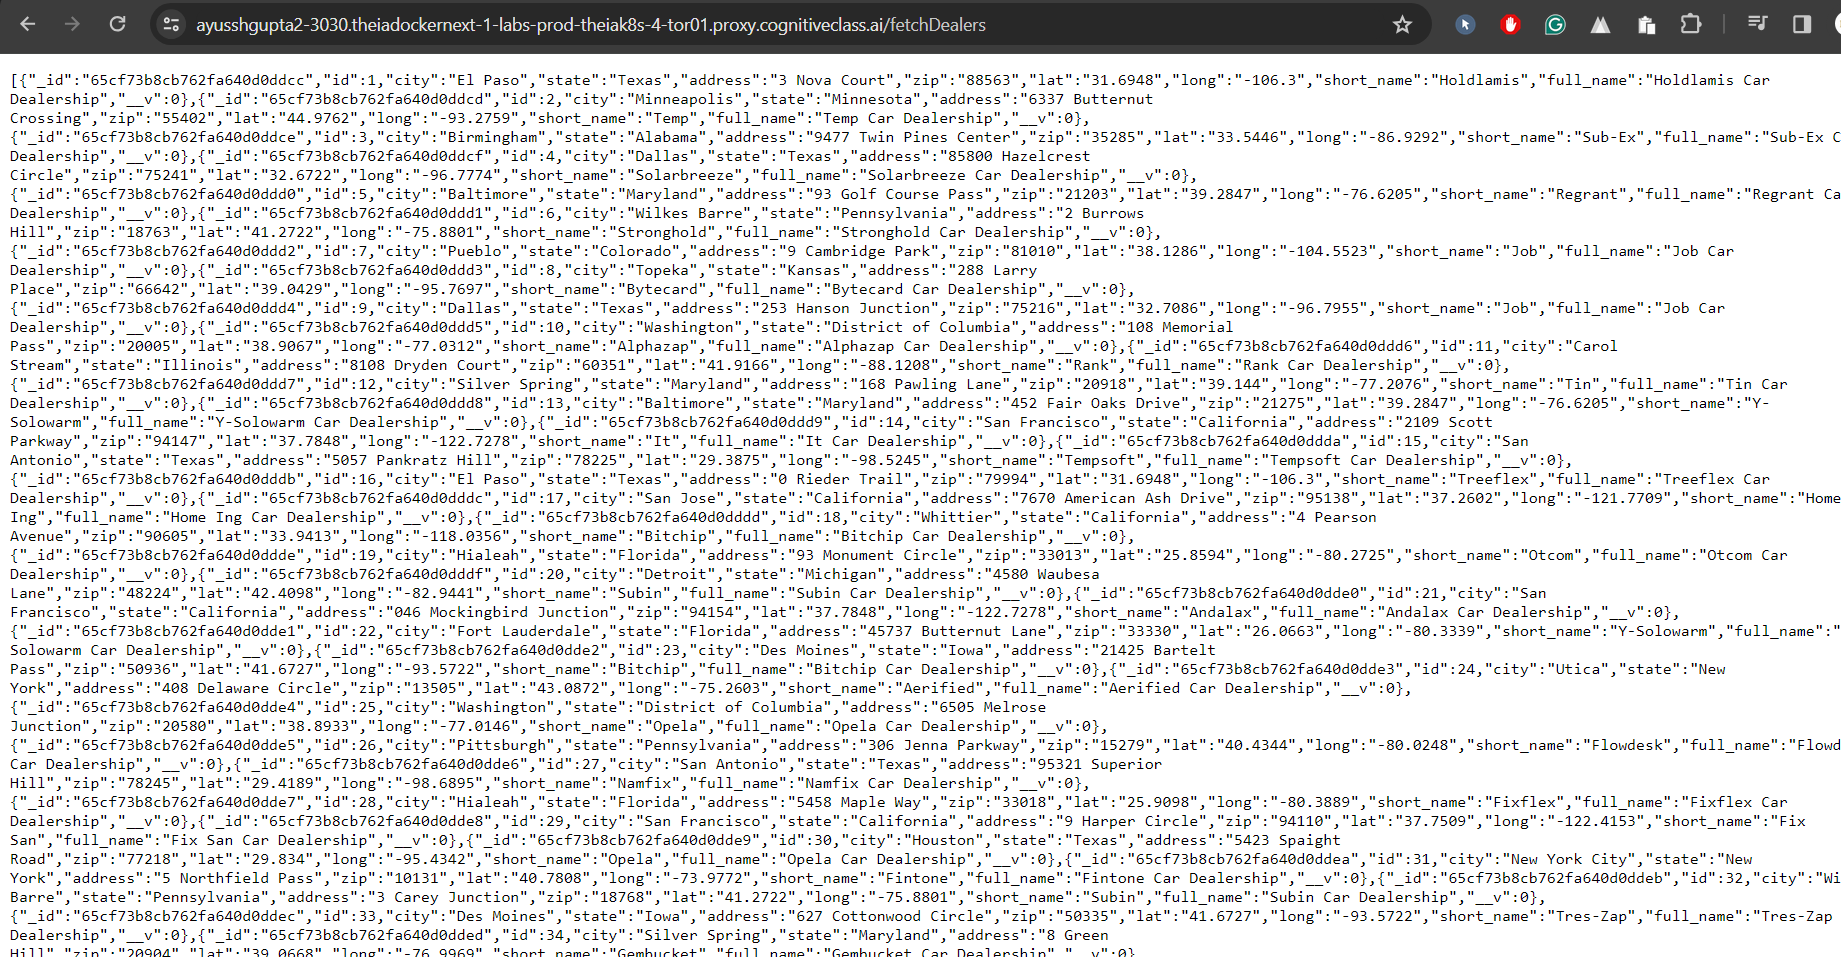 ayusshgupta2-3030.theiadockernext-1-labs-prod-theiak8s-4-tor01.proxy.cognitiveclass.ai/fetchDealers
[{"_id":"65cf73b8cb762fa640d0ddcc","id":1,"city":"El Paso","state":"Texas","address":"3 Nova Court","zip":"88563","lat":"31.6948","long":"-106.3","short_name":"Holdlamis","full_name":"Holdlamis Car
Dealership","__v":0},{"_id":"65cf73b8cb762fa640d0ddcd","id":2,"city":"Minneapolis","state":"Minnesota","address":"6337 Butternut
Crossing","zip":"55402","lat":"44.9762","long":"-93.2759","short_name":"Temp","full_name":"Temp Car Dealership","__v":0},
{"_id":"65cf73b8cb762fa640d0ddce","id":3,"city":"Birmingham","state":"Alabama","address":"9477 Twin Pines Center","zip":"35285","lat":"33.5446","long":"-86.9292","short_name":"Sub-Ex","full_name":"Sub-Ex C
Dealership","__v":0},{"_id":"65cf73b8cb762fa640d0ddcf","id":4,"city":"Dallas","state":"Texas","address":"85800 Hazelcrest
Circle","zip":"75241","lat":"32.6722","long":"-96.7774","short_name":"Solarbreeze","full_name":"Solarbreeze Car Dealership","__v":0},
{"_id":"65cf73b8cb762fa640d0ddd0","id":5,"city":"Baltimore","state":"Maryland","address":"93 Golf Course Pass","zip":"21203","lat":"39.2847","long":"-76.6205","short_name":"Regrant","full_name":"Regrant Ca
Dealership","__v":0},{"_id":"65cf73b8cb762fa640d0ddd1","id":6,"city":"Wilkes Barre","state":"Pennsylvania","address":"2 Burrows
Hill","zip":"18763","lat":"41.2722","long":"-75.8801","short_name":"Stronghold","full_name":"Stronghold Car Dealership","__v":0},
{"_id":"65cf73b8cb762fa640d0ddd2","id":7,"city":"Pueblo","state":"Colorado","address":"9 Cambridge Park","zip":"81010","lat":"38.1286","long":"-104.5523","short_name":"Job","full_name":"Job Car
Dealership","__v":0},{"_id":"65cf73b8cb762fa640d0ddd3","id":8,"city":"Topeka","state":"Kansas","address":"288 Larry
Place","zip":"66642","lat":"39.0429","long":"-95.7697","short_name":"Bytecard","full_name":"Bytecard Car Dealership","__v":0},
{"_id":"65cf73b8cb762fa640d0ddd4","id":9,"city":"Dallas","state":"Texas","address":"253 Hanson Junction","zip":"75216","lat":"32.7086","long":"-96.7955","short_name":"Job","full_name":"Job Car
Dealership","__v":0},{"_id":"65cf73b8cb762fa640d0ddd5","id":10,"city":"Washington","state":"District of Columbia","address":"108 Memorial
Pass","zip":"20005","lat":"38.9067","long":"-77.0312","short_name":"Alphazap","full_name":"Alphazap Car Dealership","__v":0},{"_id":"65cf73b8cb762fa640d0ddd6","id":11,"city":"Carol
Stream","state":"Illinois","address":"8108 Dryden Court","zip":"60351","lat":"41.9166","long":"-88.1208","short_name":"Rank","full_name":"Rank Car Dealership","__v":0},
{"_id":"65cf73b8cb762fa640d0ddd7","id":12,"city":"Silver Spring","state":"Maryland","address":"168 Pawling Lane","zip":"20918","lat":"39.144","long":"-77.2076","short_name":"Tin","full_name":"Tin Car
Dealership","__v":0},{"_id":"65cf73b8cb762fa640d0ddd8","id":13,"city":"Baltimore","state":"Maryland","address":"452 Fair Oaks Drive","zip":"21275","lat":"39.2847","long":"-76.6205","short_name":"Y-
Solowarm","full_name":"Y-Solowarm Car Dealership","__v":0},{"_id":"65cf73b8cb762fa640d0ddd9","id":14,"city":"San Francisco","state":"California","address":"2109 Scott
Parkway","zip":"94147","lat":"37.7848","long":"-122.7278","short_name":"It","full_name":"It Car Dealership","__v":0},{"_id":"65cf73b8cb762fa640d0ddda","id":15,"city":"San
Antonio","state":"Texas","address":"5057 Pankratz Hill","zip":"78225","lat":"29.3875","long":"-98.5245","short_name":"Tempsoft","full_name":"Tempsoft Car Dealership","__v":0},
{"_id":"65cf73b8cb762fa640d0dddb","id":16,"city":"El Paso","state":"Texas","address":"0 Rieder Trail","zip":"79994","lat":"31.6948","long":"-106.3","short_name":"Treeflex","full_name":"Treeflex Car
Dealership","__v":0},{"_id":"65cf73b8cb762fa640d0dddc","id":17,"city":"San Jose","state":"California","address":"7670 American Ash Drive","zip":"95138","lat":"37.2602","long":"-121.7709","short_name":"Home
Ing","full_name":"Home Ing Car Dealership","__v":0},{"_id":"65cf73b8cb762fa640d0dddd","id":18,"city":"Whittier","state":"California","address":"4 Pearson
Avenue","zip":"90605","lat":"33.9413","long":"-118.0356","short_name":"Bitchip","full_name":"Bitchip Car Dealership","__v":0},
{"_id":"65cf73b8cb762fa640d0ddde","id":19,"city":"Hialeah","state":"Florida","address":"93 Monument Circle","zip":"33013","lat":"25.8594","long":"-80.2725","short_name":"Otcom","full_name":"Otcom Car
Dealership","__v":0},{"_id":"65cf73b8cb762fa640d0dddf","id":20,"city":"Detroit","state":"Michigan","address":"4580 Waubesa
Lane","zip":"48224","lat":"42.4098","long":"-82.9441","short_name":"Subin","full_name":"Subin Car Dealership","__v":0},{"_id":"65cf73b8cb762fa640d0dde0","id":21,"city":"San
Francisco","state":"California","address":"046 Mockingbird Junction","zip":"94154","lat":"37.7848","long":"-122.7278","short_name":"Andalax","full_name":"Andalax Car Dealership","__v":0},
{"_id":"65cf73b8cb762fa640d0dde1","id":22,"city":"Fort Lauderdale","state":"Florida","address":"45737 Butternut Lane","zip":"33330","lat":"26.0663","long":"-80.3339","short_name":"Y-Solowarm","full_name":"
Solowarm Car Dealership","__v":0},{"_id":"65cf73b8cb762fa640d0dde2","id":23,"city":"Des Moines","state":"Iowa","address":"21425 Bartelt
Pass","zip":"50936","lat":"41.6727","long":"-93.5722","short_name":"Bitchip","full_name":"Bitchip Car Dealership","__v":0},{"_id":"65cf73b8cb762fa640d0dde3","id":24,"city":"Utica","state":"New
York","address":"408 Delaware Circle","zip":"13505","lat":"43.0872","long":"-75.2603","short_name":"Aerified","full_name":"Aerified Car Dealership","__v":0},
{"_id":"65cf73b8cb762fa640d0dde4","id":25,"city":"Washington","state":"District of Columbia","address":"6505 Melrose
Junction","zip":"20580","lat":"38.8933","long":"-77.0146","short_name":"Opela","full_name":"Opela Car Dealership","__v":0},
{"_id":"65cf73b8cb762fa640d0dde5","id":26,"city":"Pittsburgh","state":"Pennsylvania","address":"306 Jenna Parkway","zip":"15279","lat":"40.4344","long":"-80.0248","short_name":"Flowdesk","full_name":"Flowd
Car Dealership","__v":0},{"_id":"65cf73b8cb762fa640d0dde6","id":27,"city":"San Antonio","state":"Texas","address":"95321 Superior
Hill","zip":"78245","lat":"29.4189","long":"-98.6895","short_name":"Namfix","full_name":"Namfix Car Dealership","__v":0},
{"_id":"65cf73b8cb762fa640d0dde7","id":28,"city":"Hialeah","state":"Florida","address":"5458 Maple Way","zip":"33018","lat":"25.9098","long":"-80.3889","short_name":"Fixflex","full_name":"Fixflex Car
Dealership","__v":0},{"_id":"65cf73b8cb762fa640d0dde8","id":29,"city":"San Francisco","state":"California","address":"9 Harper Circle","zip":"94110","lat":"37.7509","long":"-122.4153","short_name":"Fix
San","full_name":"Fix San Car Dealership","__v":0},{"_id":"65cf73b8cb762fa640d0dde9","id":30,"city":"Houston","state":"Texas","address":"5423 Spaight
Road","zip":"77218","lat":"29.834","long":"-95.4342","short_name":"Opela","full_name":"Opela Car Dealership","__v":0},{"_id":"65cf73b8cb762fa640d0ddea","id":31,"city":"New York City","state":"New
York","address":"5 Northfield Pass","zip":"10131","lat":"40.7808","long":"-73.9772","short_name":"Fintone","full_name":"Fintone Car Dealership","__v":0},{"_id":"65cf73b8cb762fa640d0ddeb","id":32,"city":"Wi
Barre","state":"Pennsylvania","address":"3 Carey Junction","zip":"18768","lat":"41.2722","long":"-75.8801","short_name":"Subin","full_name":"Subin Car Dealership","__v":0},
{"_id":"65cf73b8cb762fa640d0ddec","id":33,"city":"Des Moines","state":"Iowa","address":"627 Cottonwood Circle","zip":"50335","lat":"41.6727","long":"-93.5722","short_name":"Tres-Zap","full_name":"Tres-Zap
Dealership","__v":0},{"_id":"65cf73b8cb762fa640d0dded","id":34,"city":"Silver Spring","state":"Maryland","address":"8 Green
Hill","zip":"20904","lat":"39.0668","long":"-76.9969","short_name":"Gembucket","full_name":"Gembucket Car Dealership","__v":0},